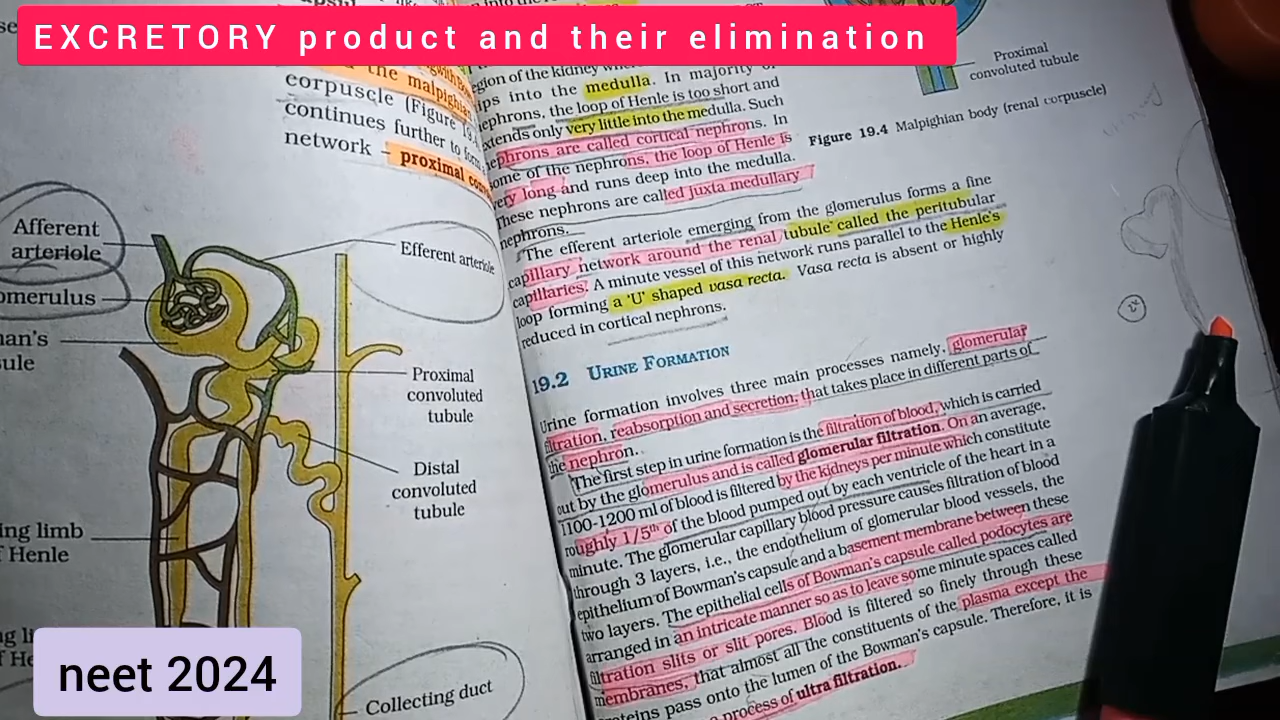 EXCRETORY product and their elimination
the malpighian
corpuscle (Figure 19.
continues further to form
network – proximal con
Afferent
arteriole
omerulus
Efferent arteriole
Proximal
convoluted
tubule
Distal
convoluted
tubule
ing limb
f Henle
Collecting duct
neet 2024
egion of the kidney
ips into the medulla. In majority of
nephrons, the loop of Henle is too short and
extends only very little into the medulla. Such
nephrons are called cortical nephrons. In
some of the nephrons, the loop of Henle is
very long and runs deep into the medulla.
These nephrons are called juxta medullary
nephrons.
The efferent arteriole emerging from the glomerulus forms a fine
capillary network around the renal tubule called the peritubular
capillaries. A minute vessel of this network runs parallel to the Henle's
loop forming a 'U' shaped vasa recta. Vasa recta is absent or highly
reduced in cortical nephrons.
Proximal
convoluted tubule
Figure 19.4 Malpighian body (renal corpuscle)
19.2 URINE FORMATION
Urine formation involves three main processes namely, glomerular
filtration, reabsorption and secretion, that takes place in different parts of
the nephron.
The first step in urine formation is the filtration of blood, which is carried
out by the glomerulus and is called glomerular filtration. On an average,
1100-1200 ml of blood is filtered by the kidneys per minute which constitute
roughly 1/5th of the blood pumped out by each ventricle of the heart in a
minute. The glomerular capillary blood pressure causes filtration of blood
through 3 layers, i.e., the endothelium of glomerular blood vessels, the
epithelium of Bowman's capsule and a basement membrane between these
two layers. The epithelial cells of Bowman's capsule called podocytes are
arranged in an intricate manner so as to leave some minute spaces called
filtration slits or slit pores. Blood is filtered so finely through these
membranes, that almost all the constituents of the plasma except the
proteins pass onto the lumen of the Bowman's capsule. Therefore, it is
a process of ultra filtration.